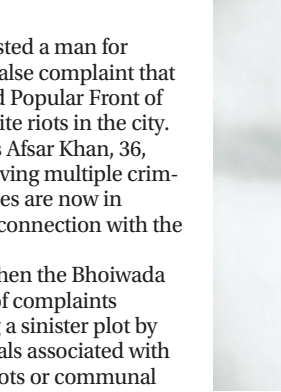 sted a man for
alse complaint that
d Popular Front of
ite riots in the city.
s Afsar Khan, 36,
ving multiple crim-
es are now in
connection with the
hen the Bhoiwada
of complaints
g a sinister plot by
als associated with
ots or communal